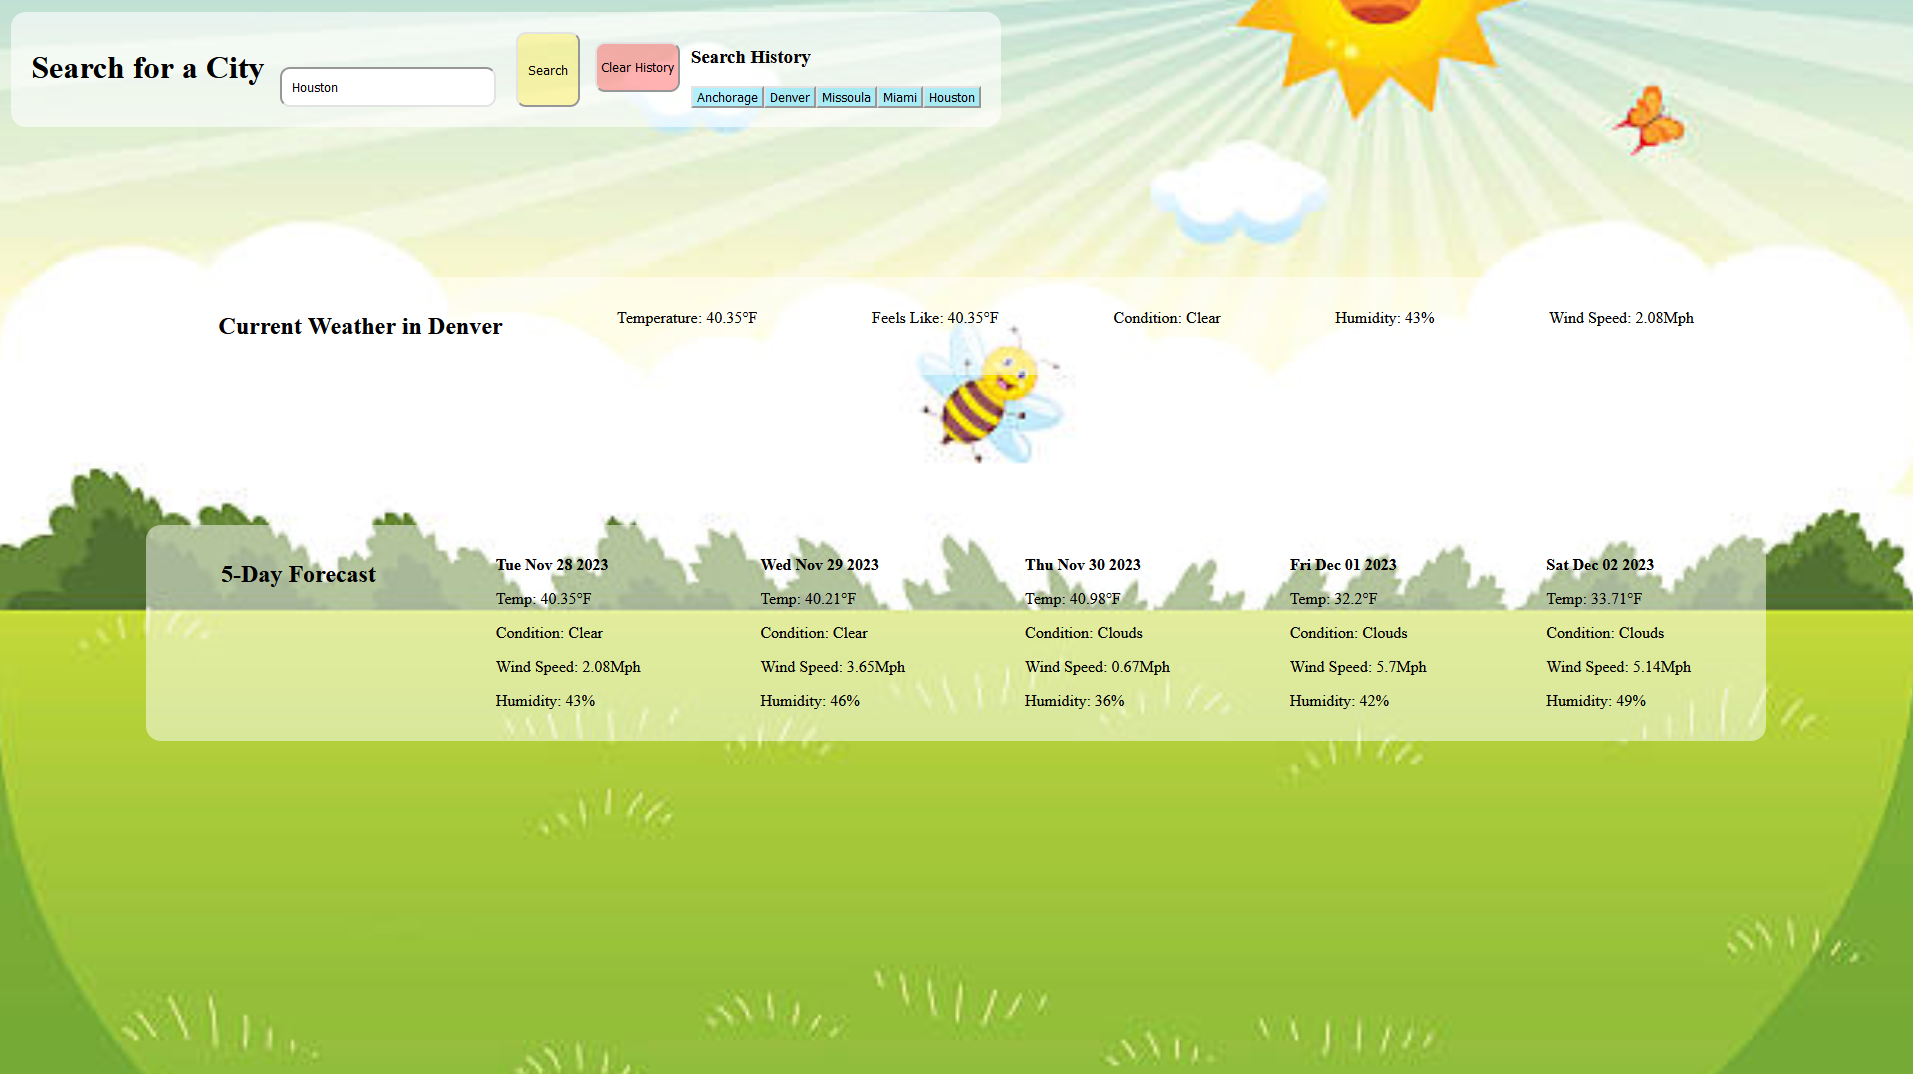 Search for a City
Houston
Search
Clear History
Search History
Anchorage Denver Missoula Miami Houston
Current Weather in Denver
Temperature: 40.35°F
Feels Like: 40.35°F
Condition: Clear
Humidity: 43%
Wind Speed: 2.08Mph
5-Day Forecast
Tue Nov 28 2023
Temp: 40.35°F
Condition: Clear
Wind Speed: 2.08Mph
Humidity: 43%
Wed Nov 29 2023
Temp: 40.21°F
Condition: Clear
Wind Speed: 3.65Mph
Humidity: 46%
Thu Nov 30 2023
Temp: 40.98°F
Condition: Clouds
Wind Speed: 0.67Mph
Humidity: 36%
Fri Dec 01 2023
Temp: 32.2°F
Condition: Clouds
Wind Speed: 5.7Mph
Humidity: 42%
Sat Dec 02 2023
Temp: 33.71°F
Condition: Clouds
Wind Speed: 5.14Mph
Humidity: 49%